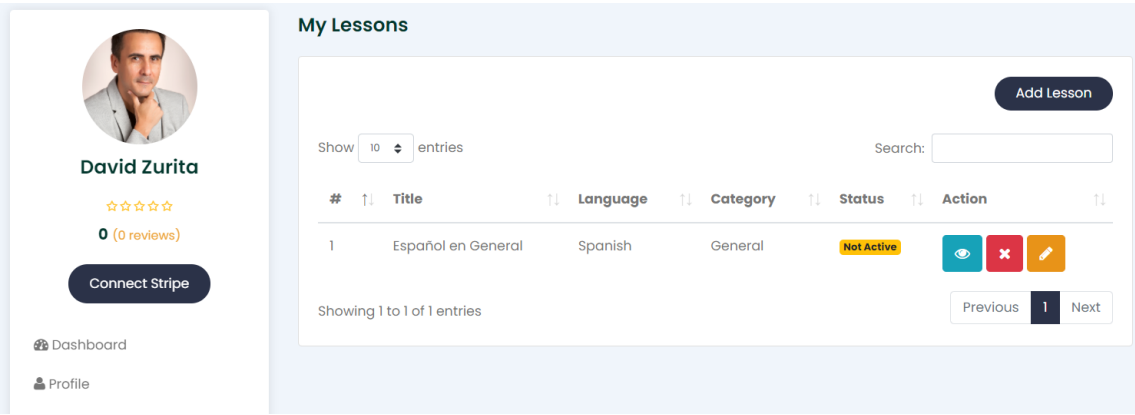 My Lessons
Add Lesson
Show 10 entries
Search:
# Title Language Category Status Action
1 Español en General Spanish General Not Active
Showing 1 to 1 of 1 entries
Previous 1 Next
David Zurita
0 (0 reviews)
Connect Stripe
Dashboard
Profile